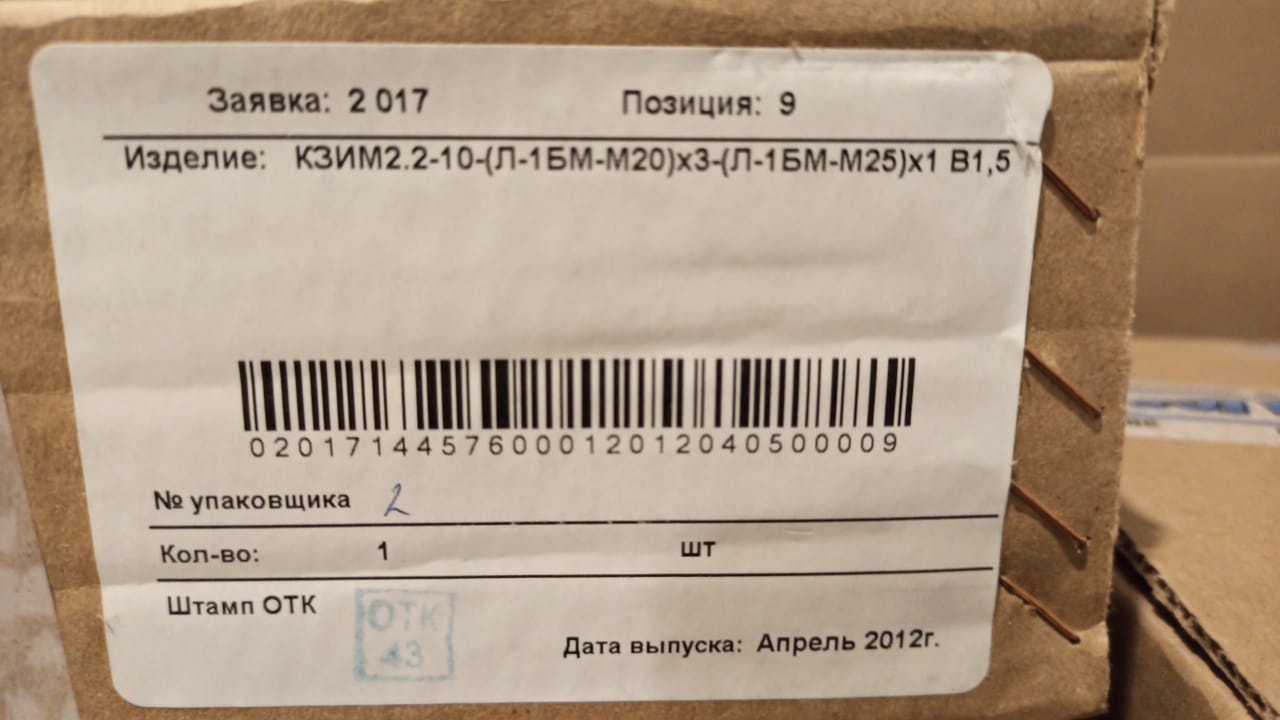 Заявка: 2 017 Позиция: 9
Изделие: КЗИМ2.2-10-(Л-1БМ-М20)х3-(Л-1БМ-М25)х1 В1,5
020171445760001201204050000009
№ упаковщика 2
Кол-во: 1 шт
Штамп ОТК
ОТК
43
Дата выпуска: Апрель 2012г.